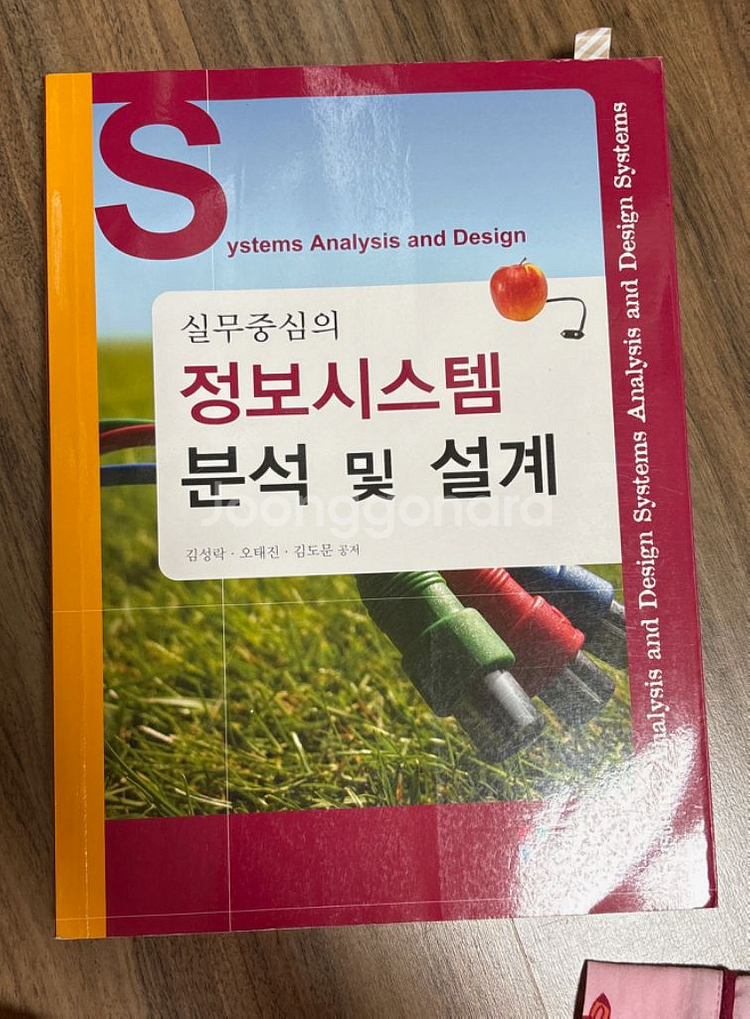 Systems Analysis and Design
실무중심의
정보시스템
분석 및 설계
김성락 · 오태진 · 김도문 공저
Joonggonara
Analysis and Design Systems Analysis and Design Systems